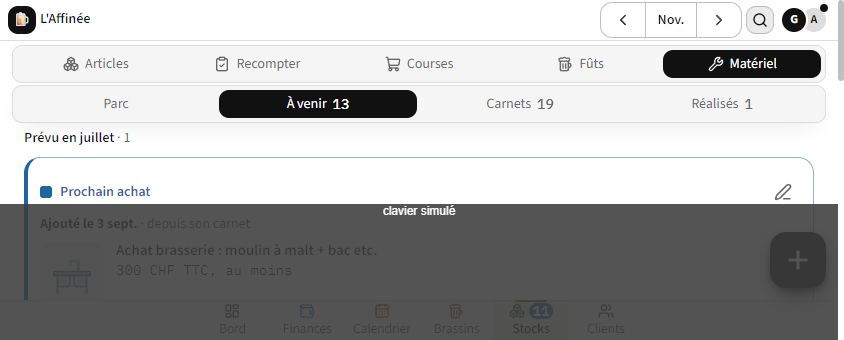 L'Affinée
Nov.
G
A
Articles
Recompter
Courses
Fûts
Matériel
Parc
À venir 13
Carnets 19
Réalisés 1
Prévu en juillet · 1
Prochain achat
clavier simulé
Ajouté le 3 sept. · depuis son carnet
Achat brasserie : moulin à malt + bac etc.
300 CHF TTC, au moins
Bord
Finances
Calendrier
Brassins
11
Stocks
Clients